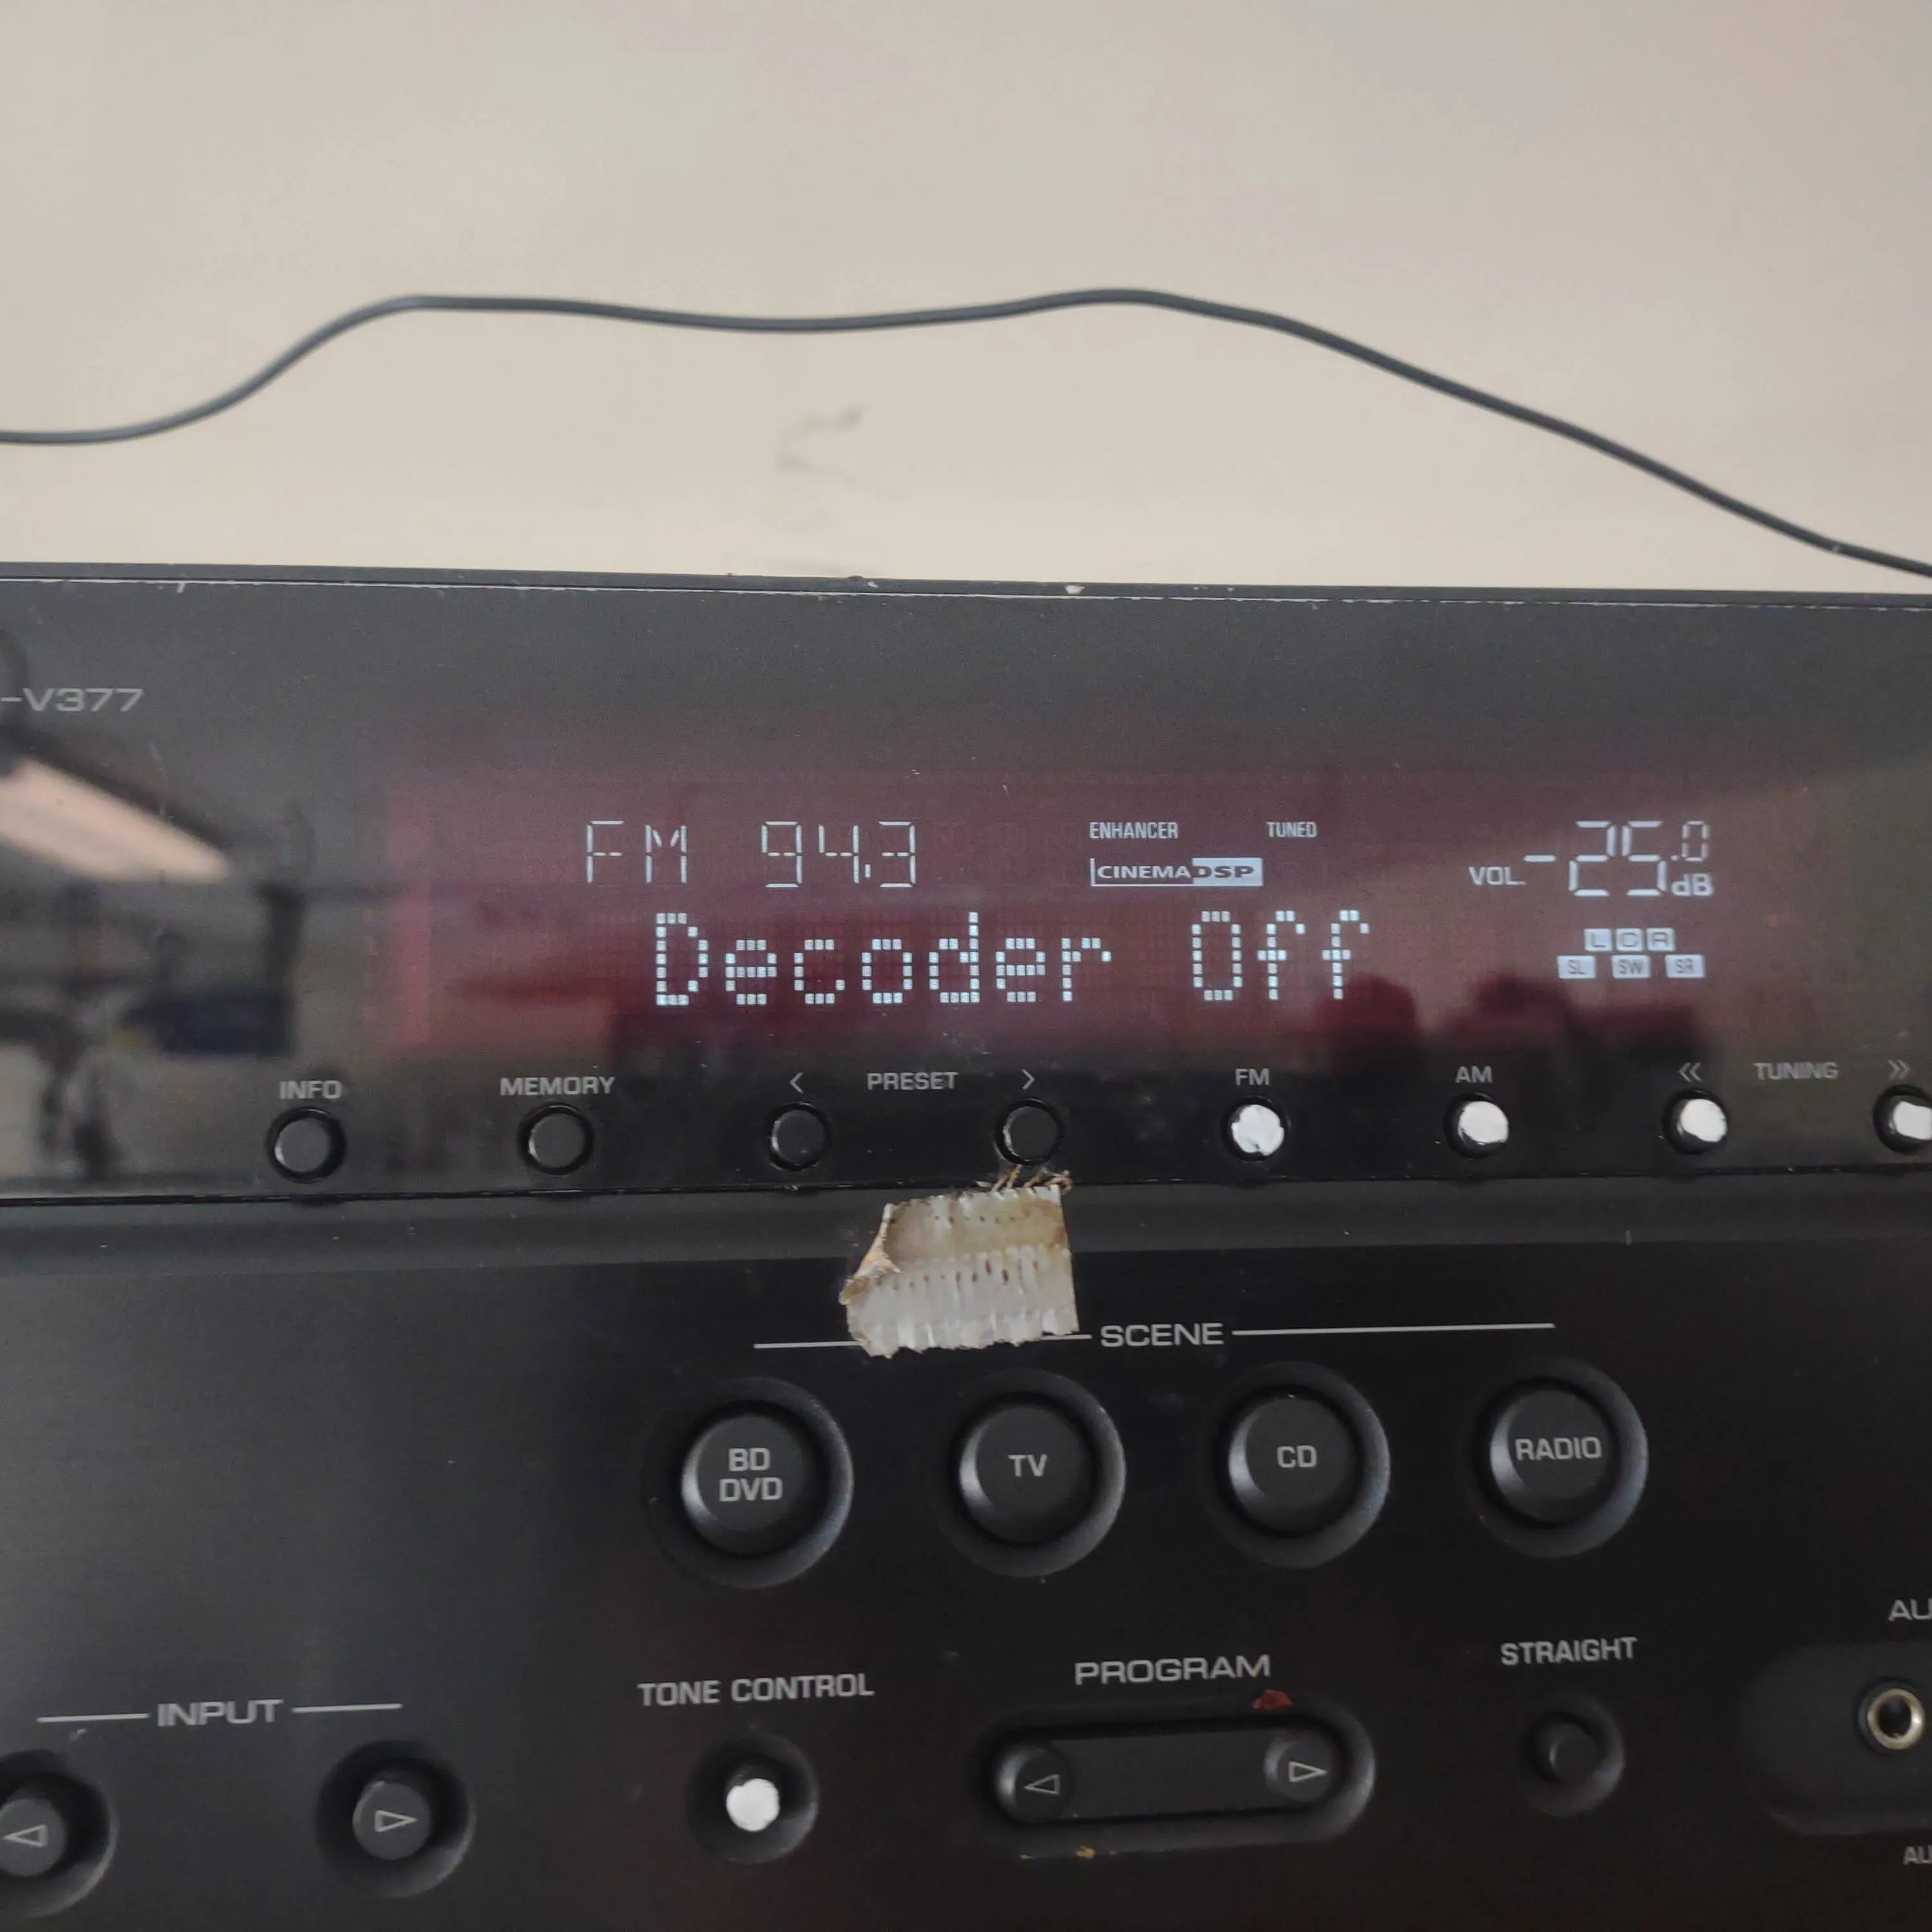 -V377
FM 94.3
ENHANCER TUNED
CINEMA DSP
VOL. -25.0 dB
Decoder Off
L C R
SL SW SR
INFO MEMORY < PRESET > FM AM << TUNING >>
SCENE
BD DVD
TV
CD
RADIO
INPUT
TONE CONTROL
PROGRAM
STRAIGHT